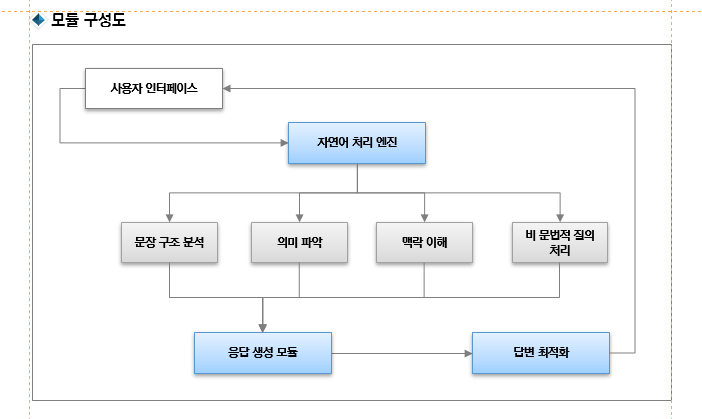 모듈 구성도
사용자 인터페이스
자연어 처리 엔진
문장 구조 분석
의미 파악
맥락 이해
비 문법적 질의
처리
응답 생성 모듈
답변 최적화